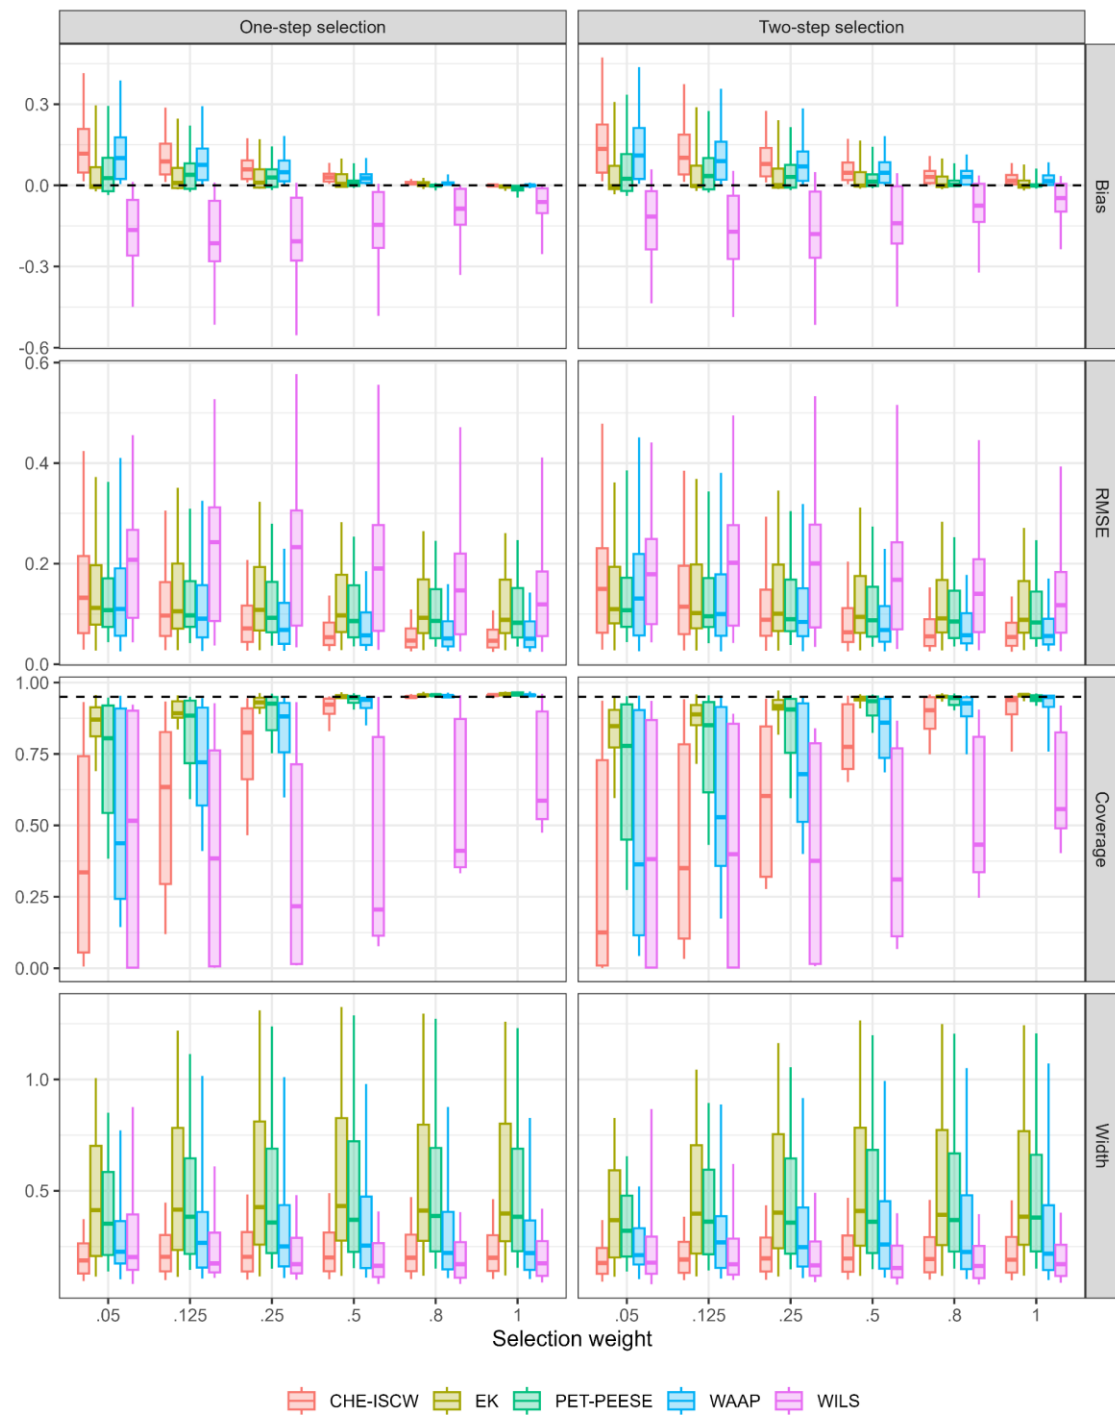 One-step selection Two-step selection
0.3
0.0
-0.3
-0.6
Bias
0.6
0.4
0.2
0.0
RMSE
1.00
0.75
0.50
0.25
0.00
Coverage
1.0
0.5
Width
.05 .125 .25 .5 .8 1 .05 .125 .25 .5 .8 1
Selection weight
CHE-ISCW EK PET-PEESE WAAP WILS